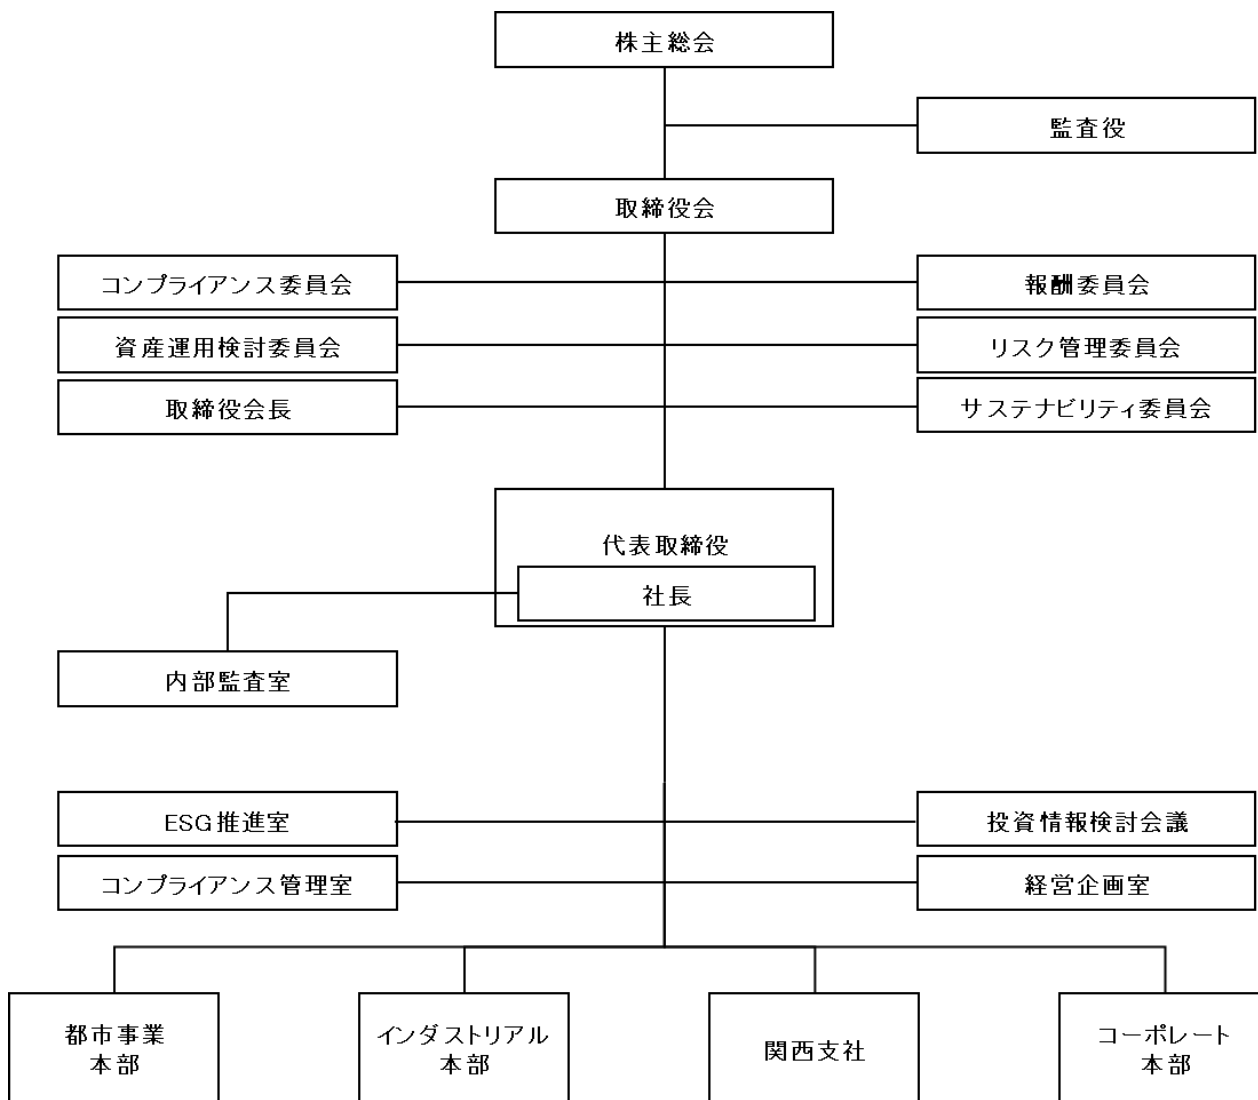 株主総会
監査役
取締役会
コンプライアンス委員会
報酬委員会
資産運用検討委員会
リスク管理委員会
取締役会長
サステナビリティ委員会
代表取締役
社長
内部監査室
ESG推進室
投資情報検討会議
コンプライアンス管理室
経営企画室
都市事業
本部
インダストリアル
本部
関西支社
コーポレート
本部